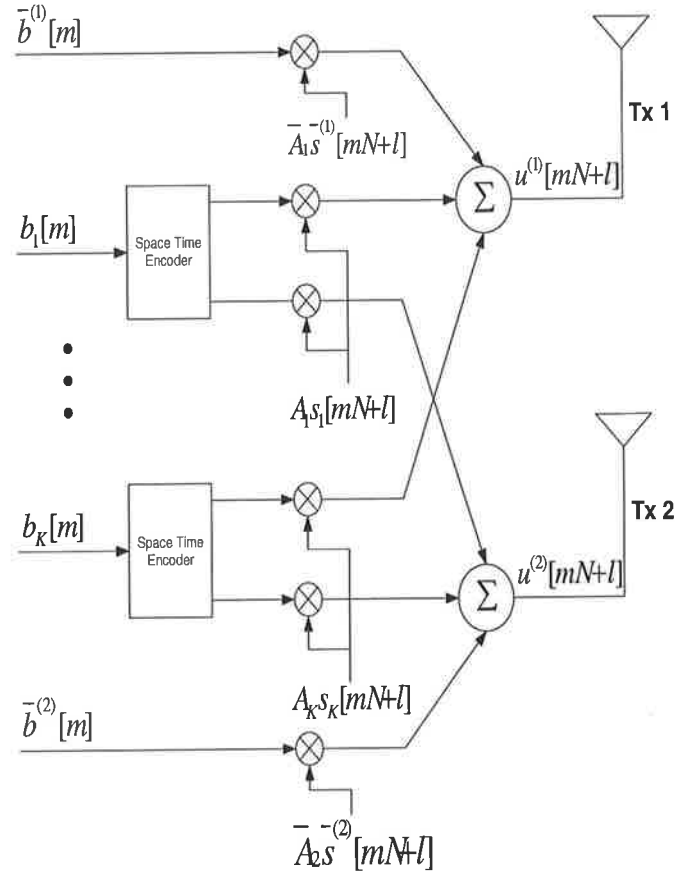 b̄⁽¹⁾[m]
Tx 1
Ā₁s̄⁽¹⁾[mN+l]
u⁽¹⁾[mN+l]
Σ
b₁[m]
Space Time
Encoder
A₁s₁[mN+l]
b_K[m]
Space Time
Encoder
Tx 2
u⁽²⁾[mN+l]
Σ
A_Ks_K[mN+l]
b̄⁽²⁾[m]
Ā₂s̄⁽²⁾[mN+l]